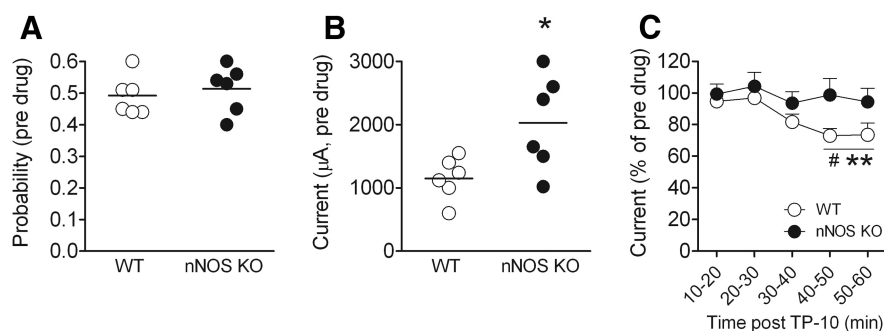 A
Probability (pre drug)
0.6
0.5
0.4
0.3
0.2
0.1
0.0
WT
nNOS KO
B
*
Current (μA, pre drug)
3000
2000
1000
0
WT
nNOS KO
C
Current (% of pre drug)
120
100
80
60
40
20
0
# **
WT
nNOS KO
10-20
20-30
30-40
40-50
50-60
Time post TP-10 (min)